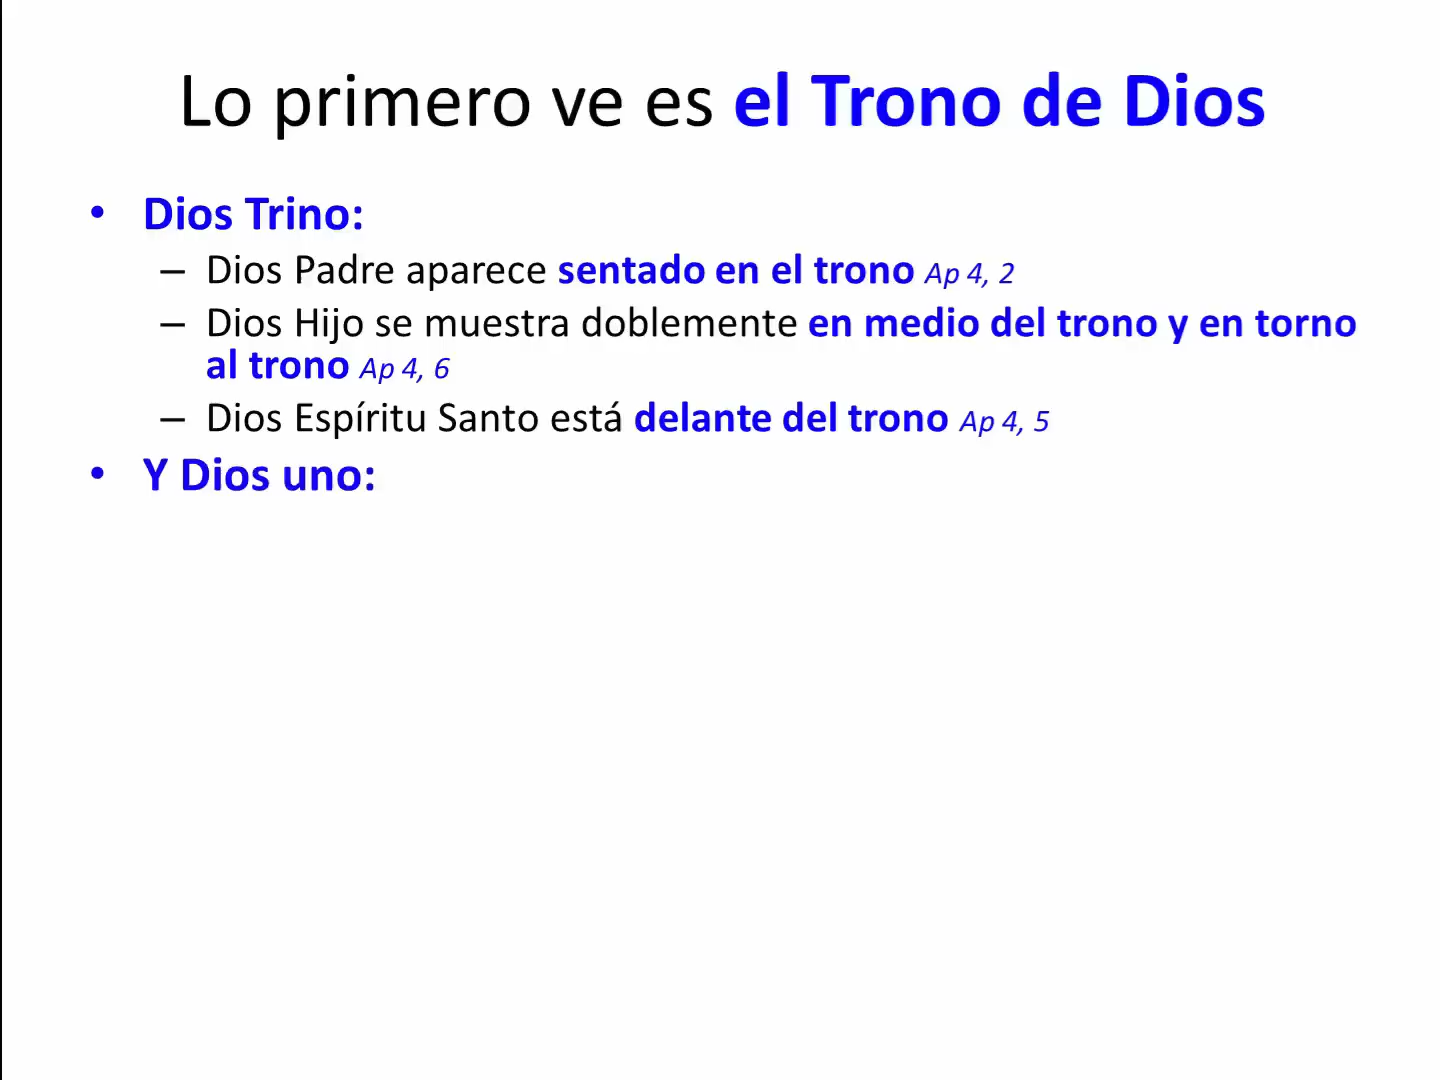 Lo primero ve es el Trono de Dios
• Dios Trino:
– Dios Padre aparece sentado en el trono Ap 4, 2
– Dios Hijo se muestra doblemente en medio del trono y en torno
al trono Ap 4, 6
– Dios Espíritu Santo está delante del trono Ap 4, 5
• Y Dios uno: